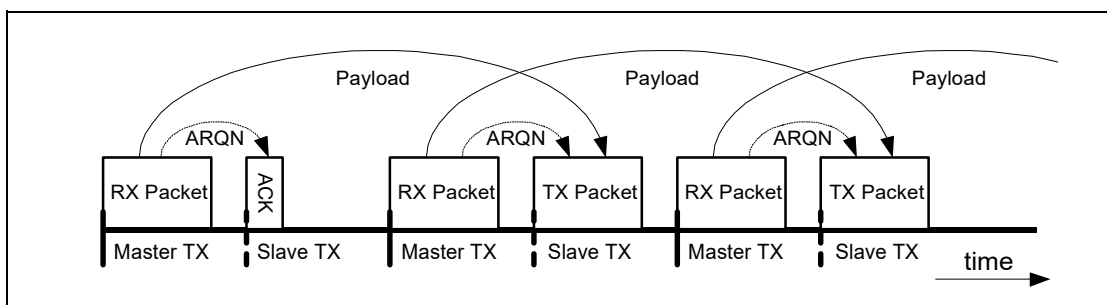 Payload
Payload
Payload
ARQN
ARQN
ARQN
RX Packet
ACK
RX Packet
TX Packet
RX Packet
TX Packet
Master TX
Slave TX
Master TX
Slave TX
Master TX
Slave TX
time